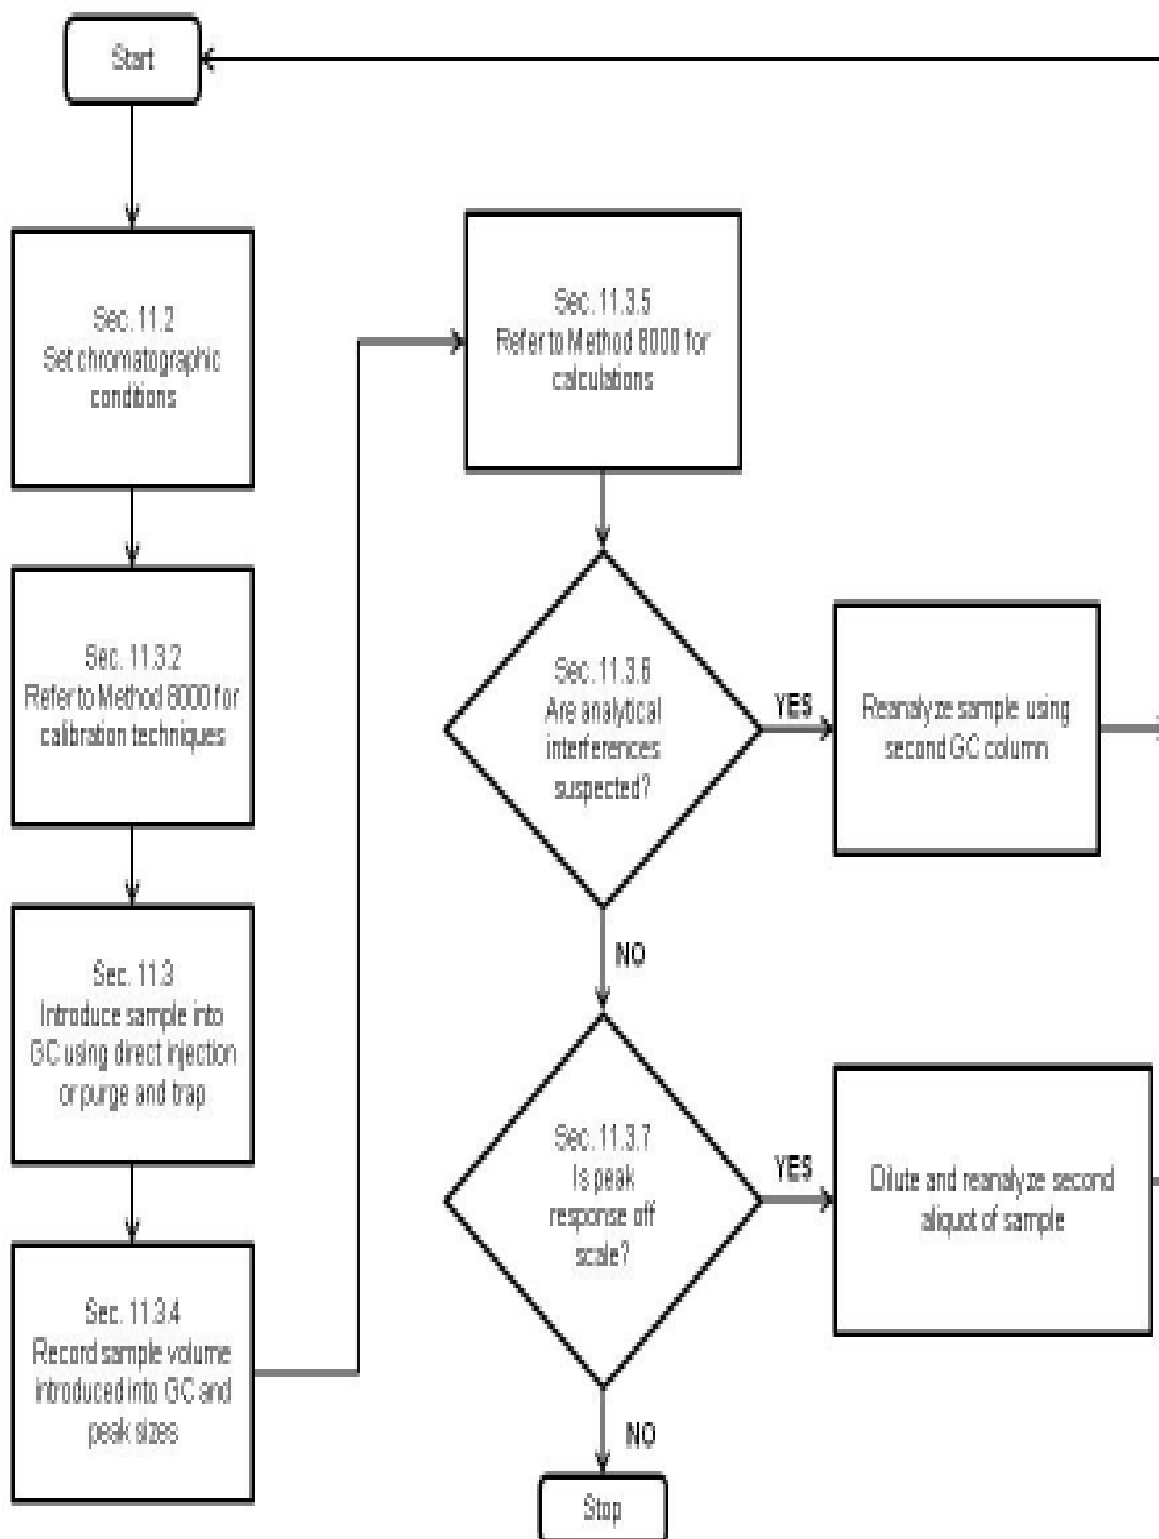 Start
Sec. 11.2
Set chromatographic
conditions
Sec. 11.3.2
Refer to Method 8000 for
calibration techniques
Sec. 11.3
Introduce sample into
GC using direct injection
or purge and trap
Sec. 11.3.4
Record sample volume
introduced into GC and
peak sizes
Sec. 11.3.5
Refer to Method 8000 for
calculations
Sec. 11.3.6
Are analytical
interferences
suspected?
YES
Reanalyze sample using
second GC column
NO
Sec. 11.3.7
Is peak
response off
scale?
YES
Dilute and reanalyze second
aliquot of sample
NO
Stop